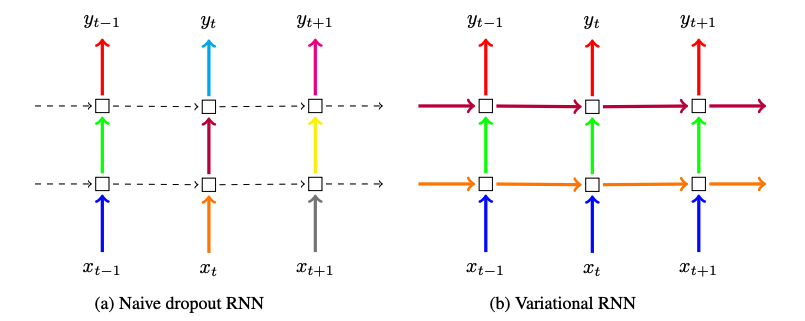 y_{t-1} y_t y_{t+1} y_{t-1} y_t y_{t+1}
x_{t-1} x_t x_{t+1} x_{t-1} x_t x_{t+1}
(a) Naive dropout RNN (b) Variational RNN